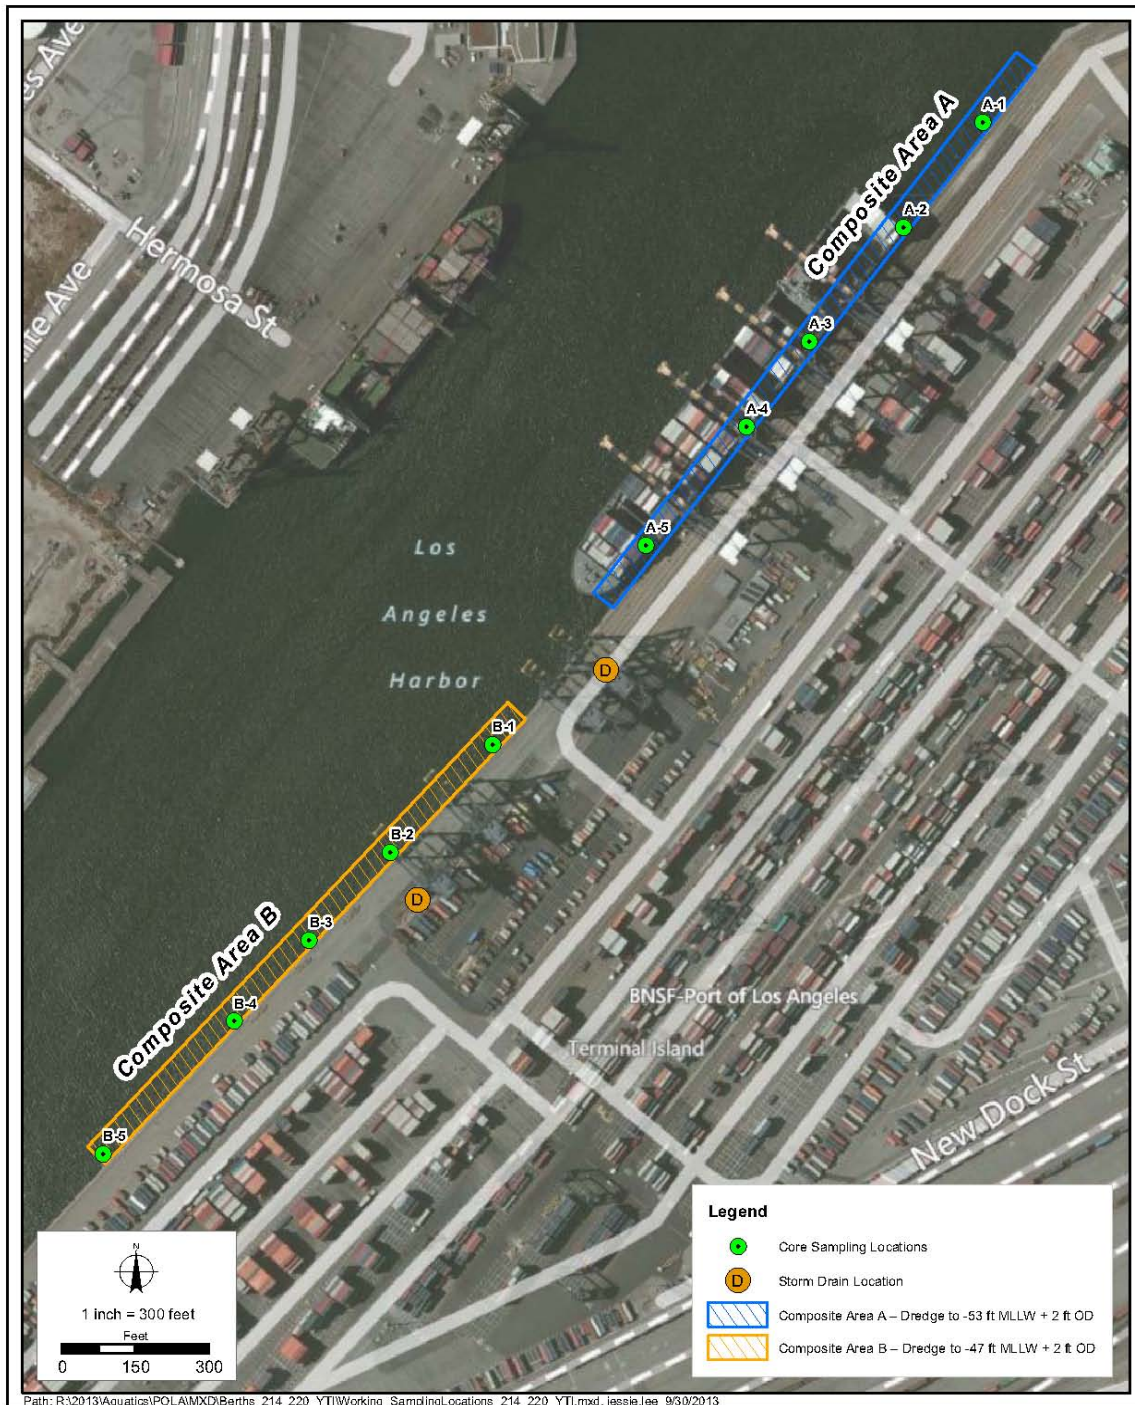 es Ave
Hermosa St
ite Ave
Composite Area A
A-1
A-2
A-3
A-4
A-5
Los
Angeles
Harbor
D
B-1
B-2
D
B-3
Composite Area B
B-4
B-5
BNSF-Port of Los Angeles
Terminal Island
New Dock St
N
1 inch = 300 feet
Feet
0 150 300
Legend
Core Sampling Locations
D Storm Drain Location
Composite Area A – Dredge to -53 ft MLLW + 2 ft OD
Composite Area B – Dredge to -47 ft MLLW + 2 ft OD
Path: R:\2013\Aquatics\POLA\MXD\Berths_214_220_YTI\Working_SamplingLocations_214_220_YTI.mxd, jessie.lee 9/30/2013